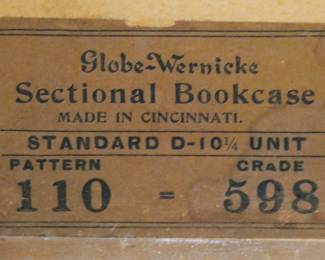 Globe-Wernicke
Sectional Bookcase
MADE IN CINCINNATI.
STANDARD D-10¼ UNIT
PATTERN GRADE
110 = 598